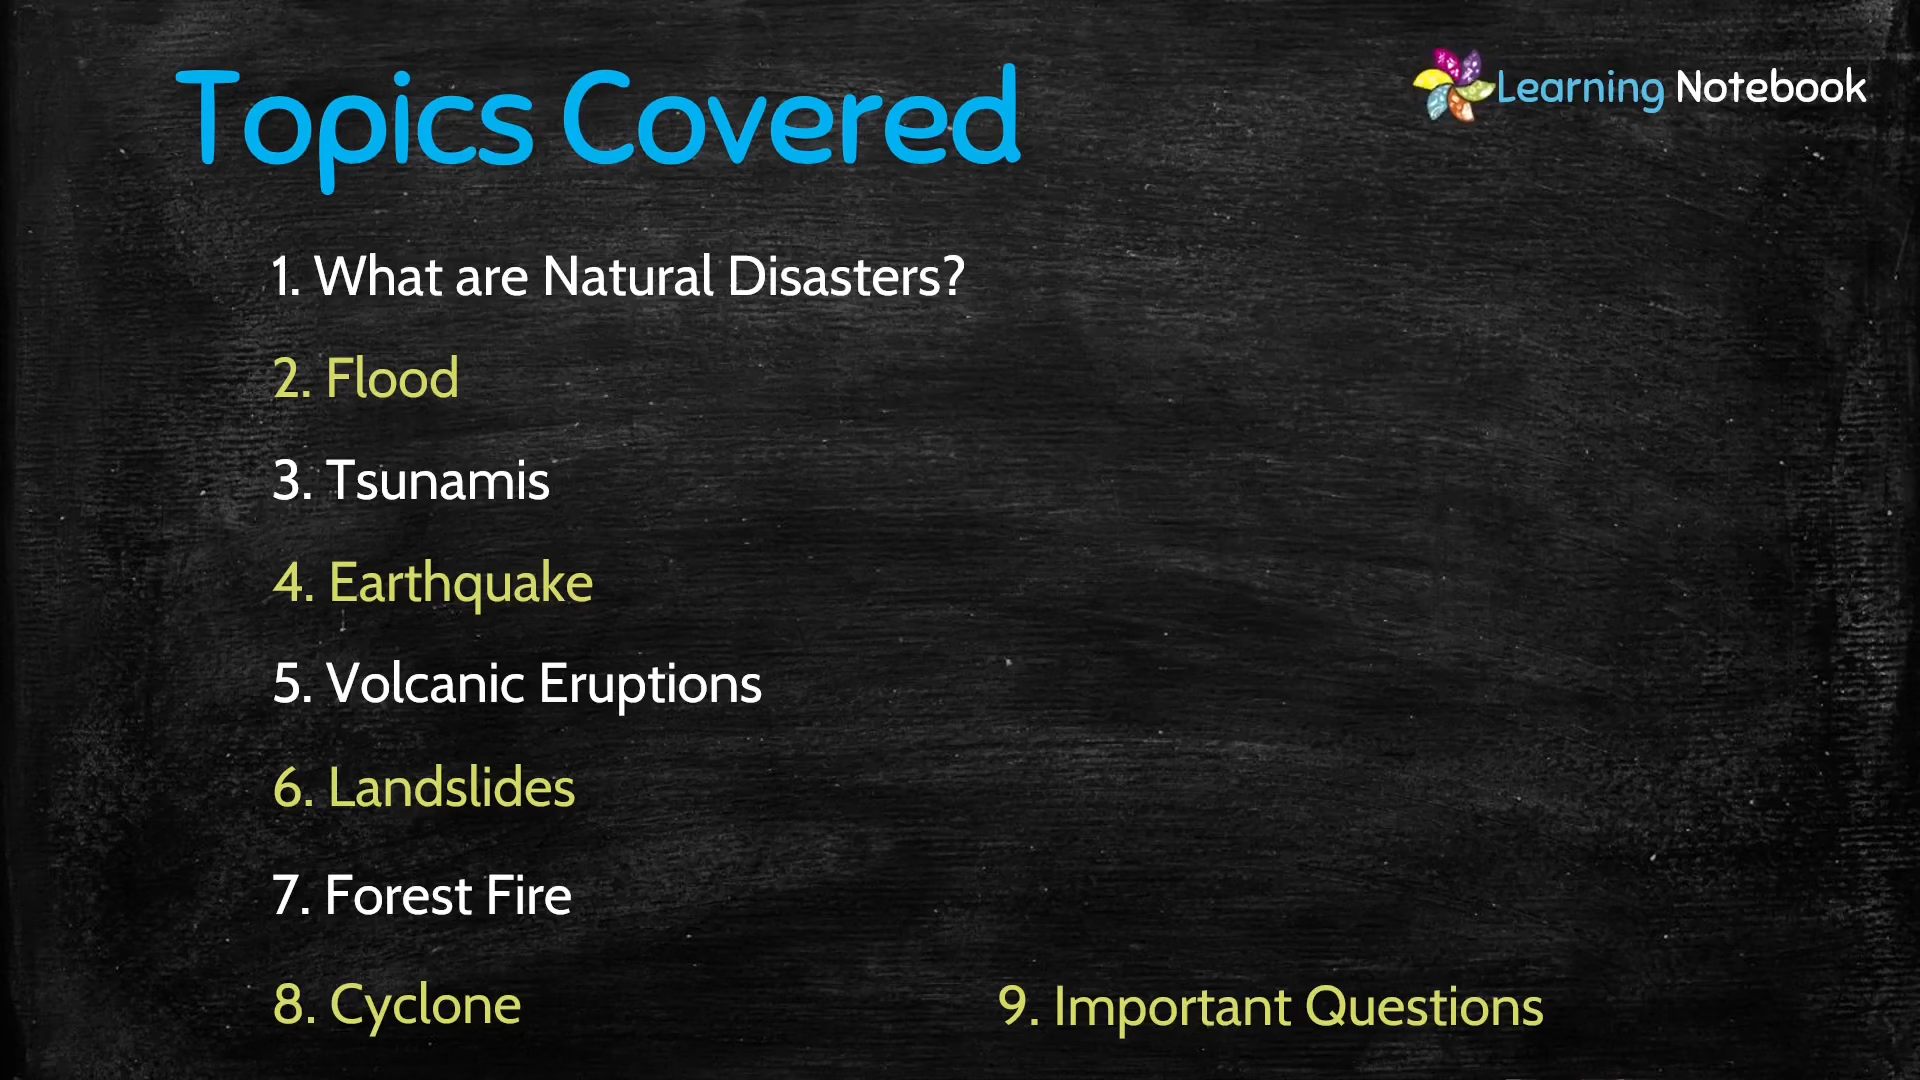 Topics Covered
Learning Notebook
1. What are Natural Disasters?
2. Flood
3. Tsunamis
4. Earthquake
5. Volcanic Eruptions
6. Landslides
7. Forest Fire
8. Cyclone
9. Important Questions